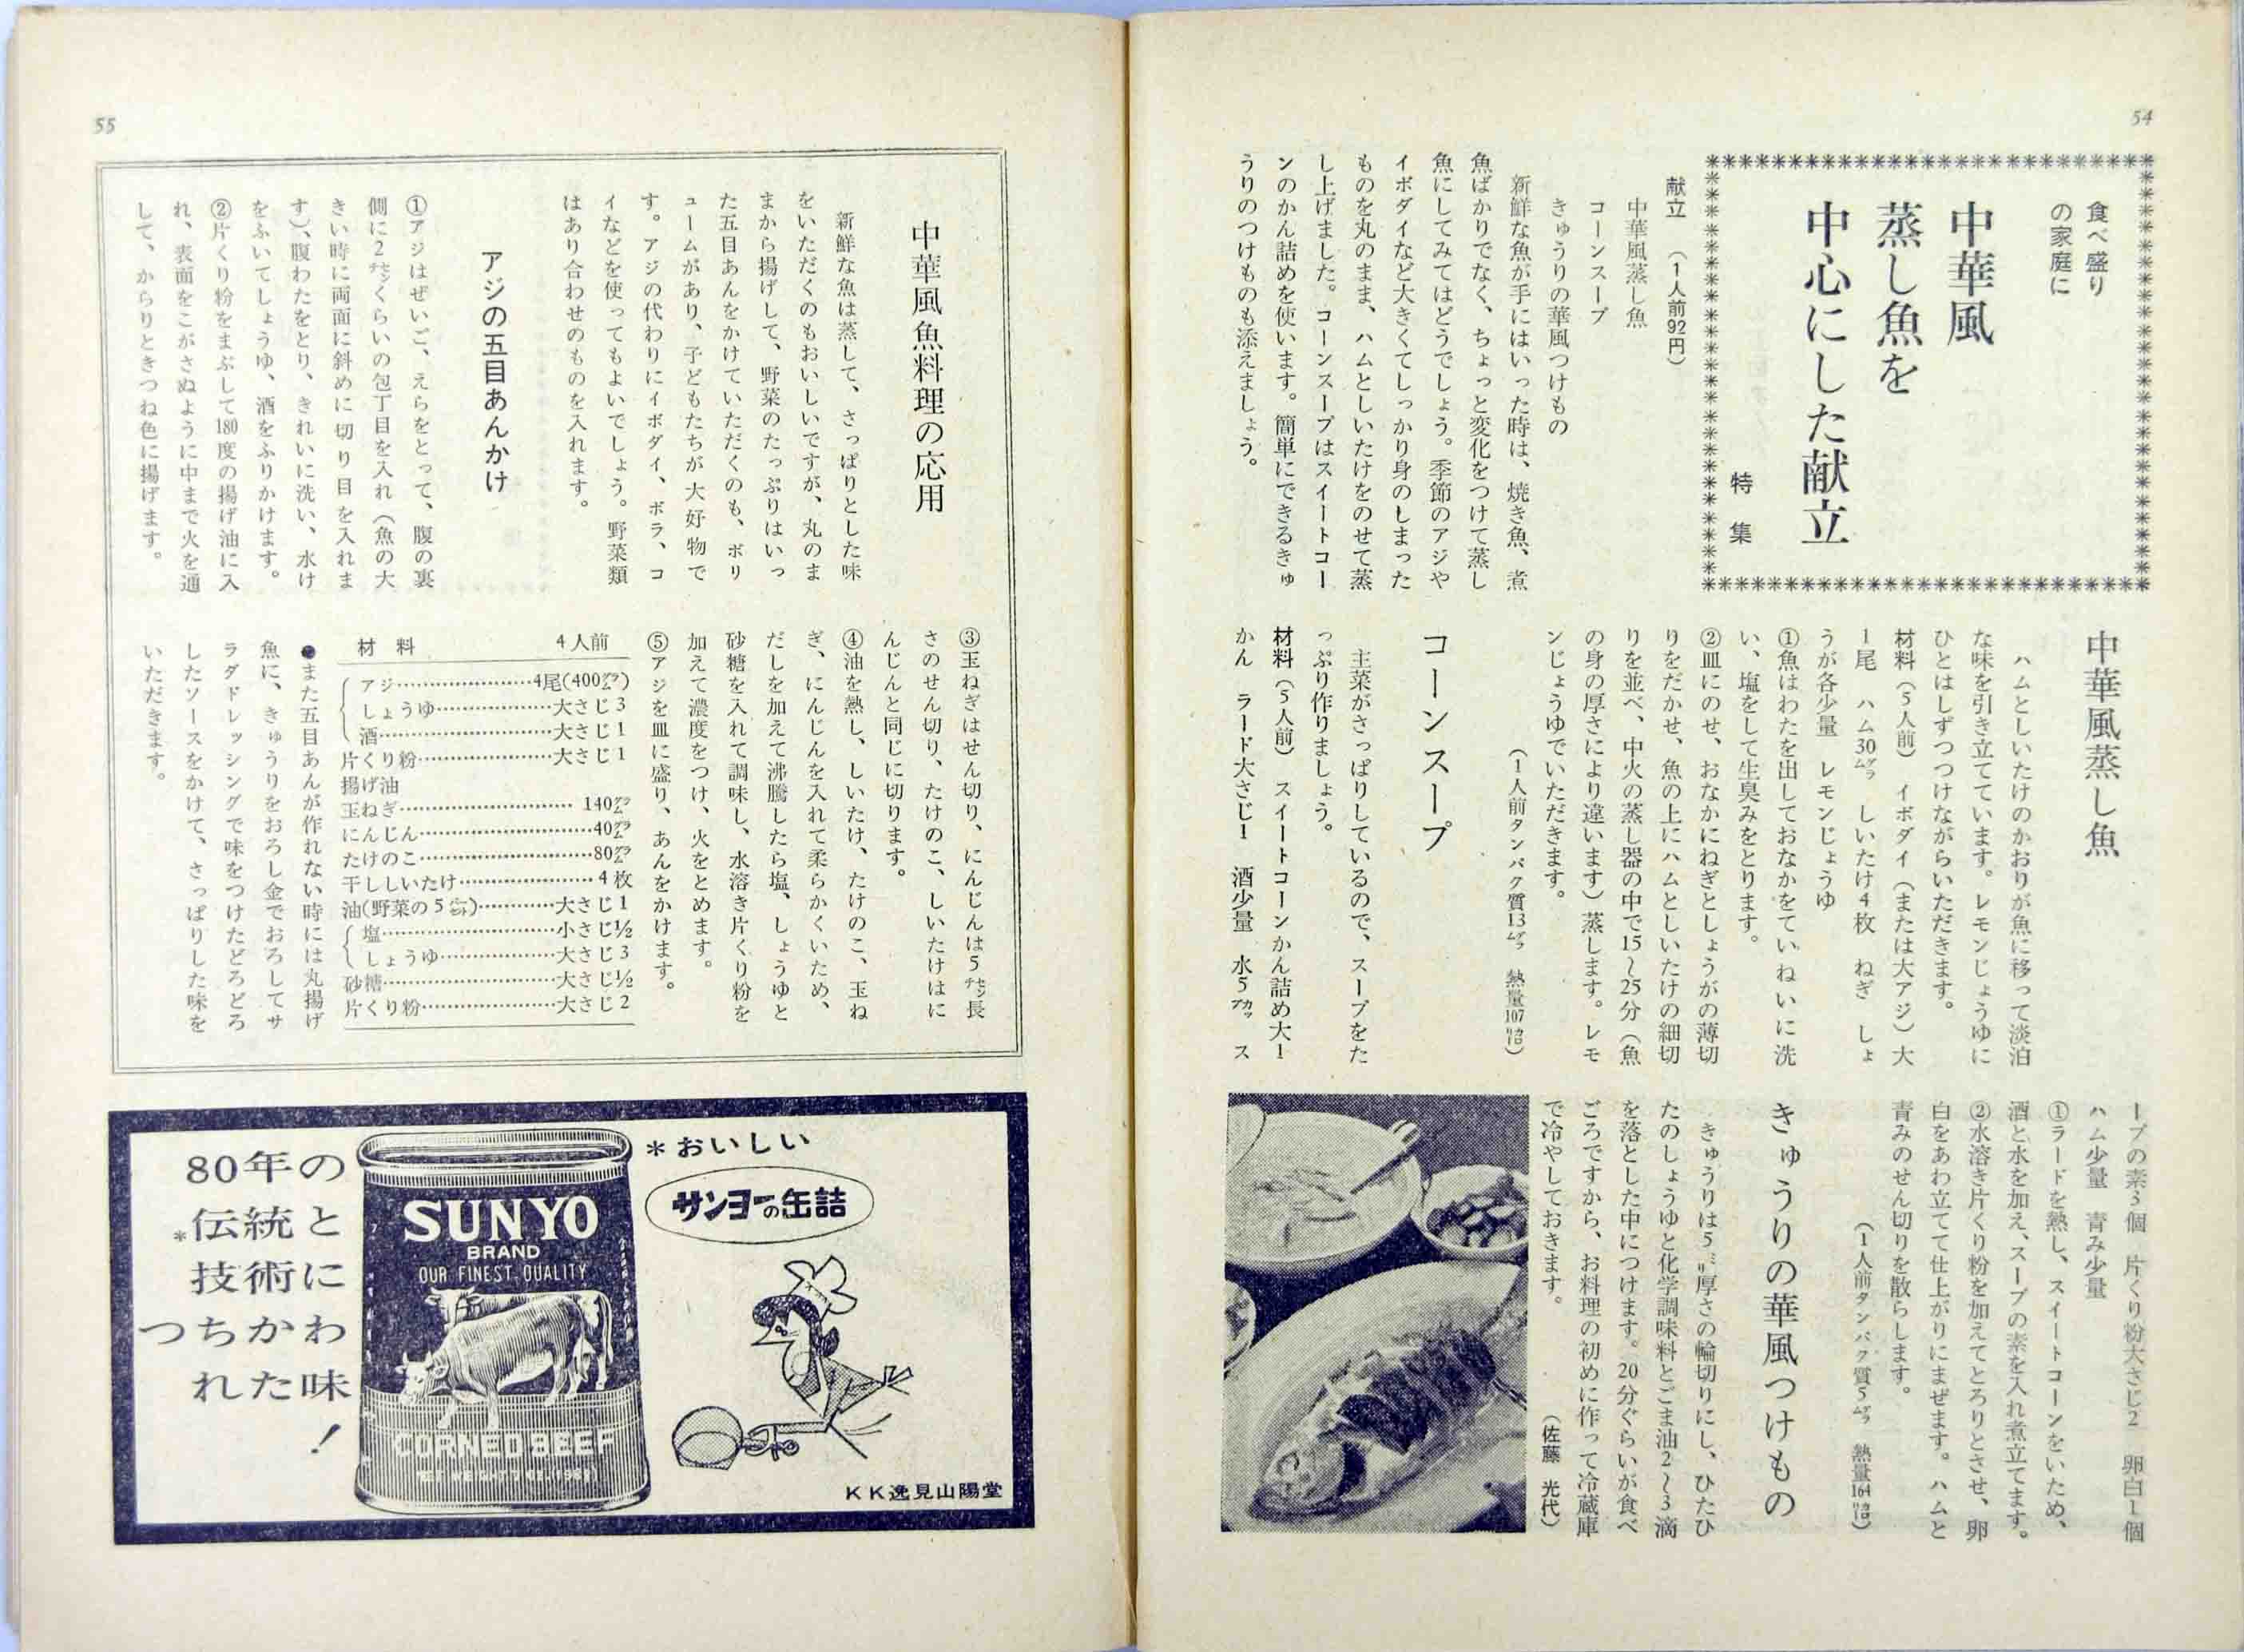 54
食べ盛り
の家庭に
中華風
蒸し魚を
中心にした献立
特集
献立　（1人前92円）
中華風蒸し魚
コーンスープ
きゅうりの華風つけもの
新鮮な魚が手にはいった時は、焼き魚、煮
魚ばかりでなく、ちょっと変化をつけて蒸し
魚にしてみてはどうでしょう。季節のアジや
イボダイなど大きくてしっかり身のしまった
ものを丸のまま、ハムとしいたけをのせて蒸
し上げました。コーンスープはスイートコー
ンのかん詰めを使います。簡単にできるきゅ
うりのつけものも添えましょう。
中華風蒸し魚
ハムとしいたけのかおりが魚に移って淡泊
な味を引き立てています。レモンじょうゆに
ひとはしずつつけながらいただきます。
材料（5人前）　イボダイ（または大アジ）大
1尾　ハム30グラム　しいたけ4枚　ねぎ　しょ
うが各少量　レモンじょうゆ
①魚はわたを出しておなかをていねいに洗
い、塩をして生臭みをとります。
②皿にのせ、おなかにねぎとしょうがの薄切
りをだかせ、魚の上にハムとしいたけの細切
りを並べ、中火の蒸し器の中で15〜25分（魚
の身の厚さにより違います）蒸します。レモ
ンじょうゆでいただきます。
（1人前タンパク質13グラム　熱量107カロリー）
コーンスープ
主菜がさっぱりしているので、スープをた
っぷり作りましょう。
材料（5人前）　スイートコーンかん詰め大1
かん　ラード大さじ1　酒少量　水5カップ　ス
ープの素3個　片くり粉大さじ2　卵白1個
ハム少量　青み少量
①ラードを熱し、スイートコーンをいため、
酒と水を加え、スープの素を入れ煮立てます。
②水溶き片くり粉を加えてとろりとさせ、卵
白をあわ立てて仕上がりにまぜます。ハムと
青みのせん切りを散らします。
（1人前タンパク質5グラム　熱量164カロリー）
きゅうりの華風つけもの
きゅうりは5ミリ厚さの輪切りにし、ひたひ
たのしょうゆと化学調味料とごま油2〜3滴
を落とした中につけます。20分ぐらいが食べ
ごろですから、お料理の初めに作って冷蔵庫
で冷やしておきます。
（佐藤　光代）
55
中華風魚料理の応用
新鮮な魚は蒸して、さっぱりとした味
をいただくのもおいしいですが、丸のま
まから揚げして、野菜のたっぷりはいっ
た五目あんをかけていただくのも、ボリ
ュームがあり、子どもたちが大好物で
す。アジの代わりにイボダイ、ボラ、コ
イなどを使ってもよいでしょう。野菜類
はあり合わせのものを入れます。
アジの五目あんかけ
①アジはぜいご、えらをとって、腹の裏
側に2センチくらいの包丁目を入れ（魚の大
きい時に両面に斜めに切り目を入れま
す）、腹わたをとり、きれいに洗い、水け
をふいてしょうゆ、酒をふりかけます。
②片くり粉をまぶして180度の揚げ油に入
れ、表面をこがさぬように中まで火を通
して、からりときつね色に揚げます。
③玉ねぎはせん切り、にんじんは5センチ長
さのせん切り、たけのこ、しいたけはに
んじんと同じに切ります。
④油を熱し、しいたけ、たけのこ、玉ね
ぎ、にんじんを入れて柔らかくいため、
だしを加えて沸騰したら塩、しょうゆと
砂糖を入れて調味し、水溶き片くり粉を
加えて濃度をつけ、火をとめます。
⑤アジを皿に盛り、あんをかけます。
材料　4人前
アジ……4尾(400グラム)
しょうゆ……大さじ3
酒……大さじ1
片くり粉……大さじ1
揚げ油
玉ねぎ……140グラム
にんじん……40グラム
たけのこ……80グラム
干ししいたけ……4枚
油(野菜の5パーセント)……大さじ1
塩……小さじ½
しょうゆ……大さじ3
砂糖……大さじ½
片くり粉……大さじ2
●また五目あんが作れない時には丸揚げ
魚に、きゅうりをおろし金でおろしてサ
ラダドレッシングで味をつけたどろどろ
したソースをかけて、さっぱりした味を
いただきます。
*おいしい
サンヨーの缶詰
KK逸見山陽堂
SUNYO
BRAND
OUR FINEST QUALITY
CORNED BEEF
80年の
*伝統と
技術に
つちかわ
れた味
!